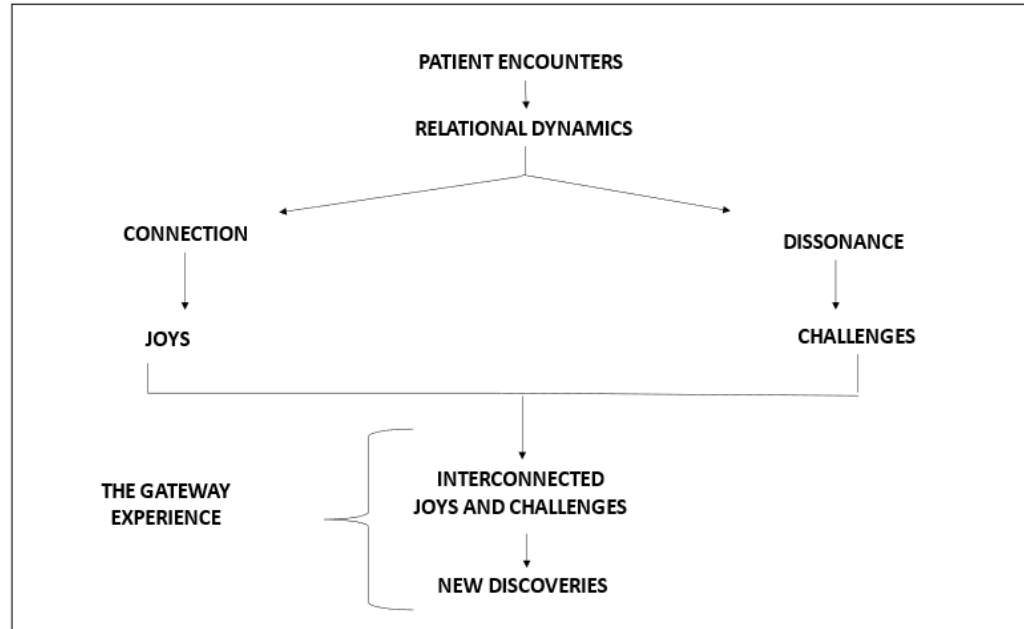 PATIENT ENCOUNTERS
RELATIONAL DYNAMICS
CONNECTION
DISSONANCE
JOYS
CHALLENGES
THE GATEWAY
EXPERIENCE
INTERCONNECTED
JOYS AND CHALLENGES
NEW DISCOVERIES